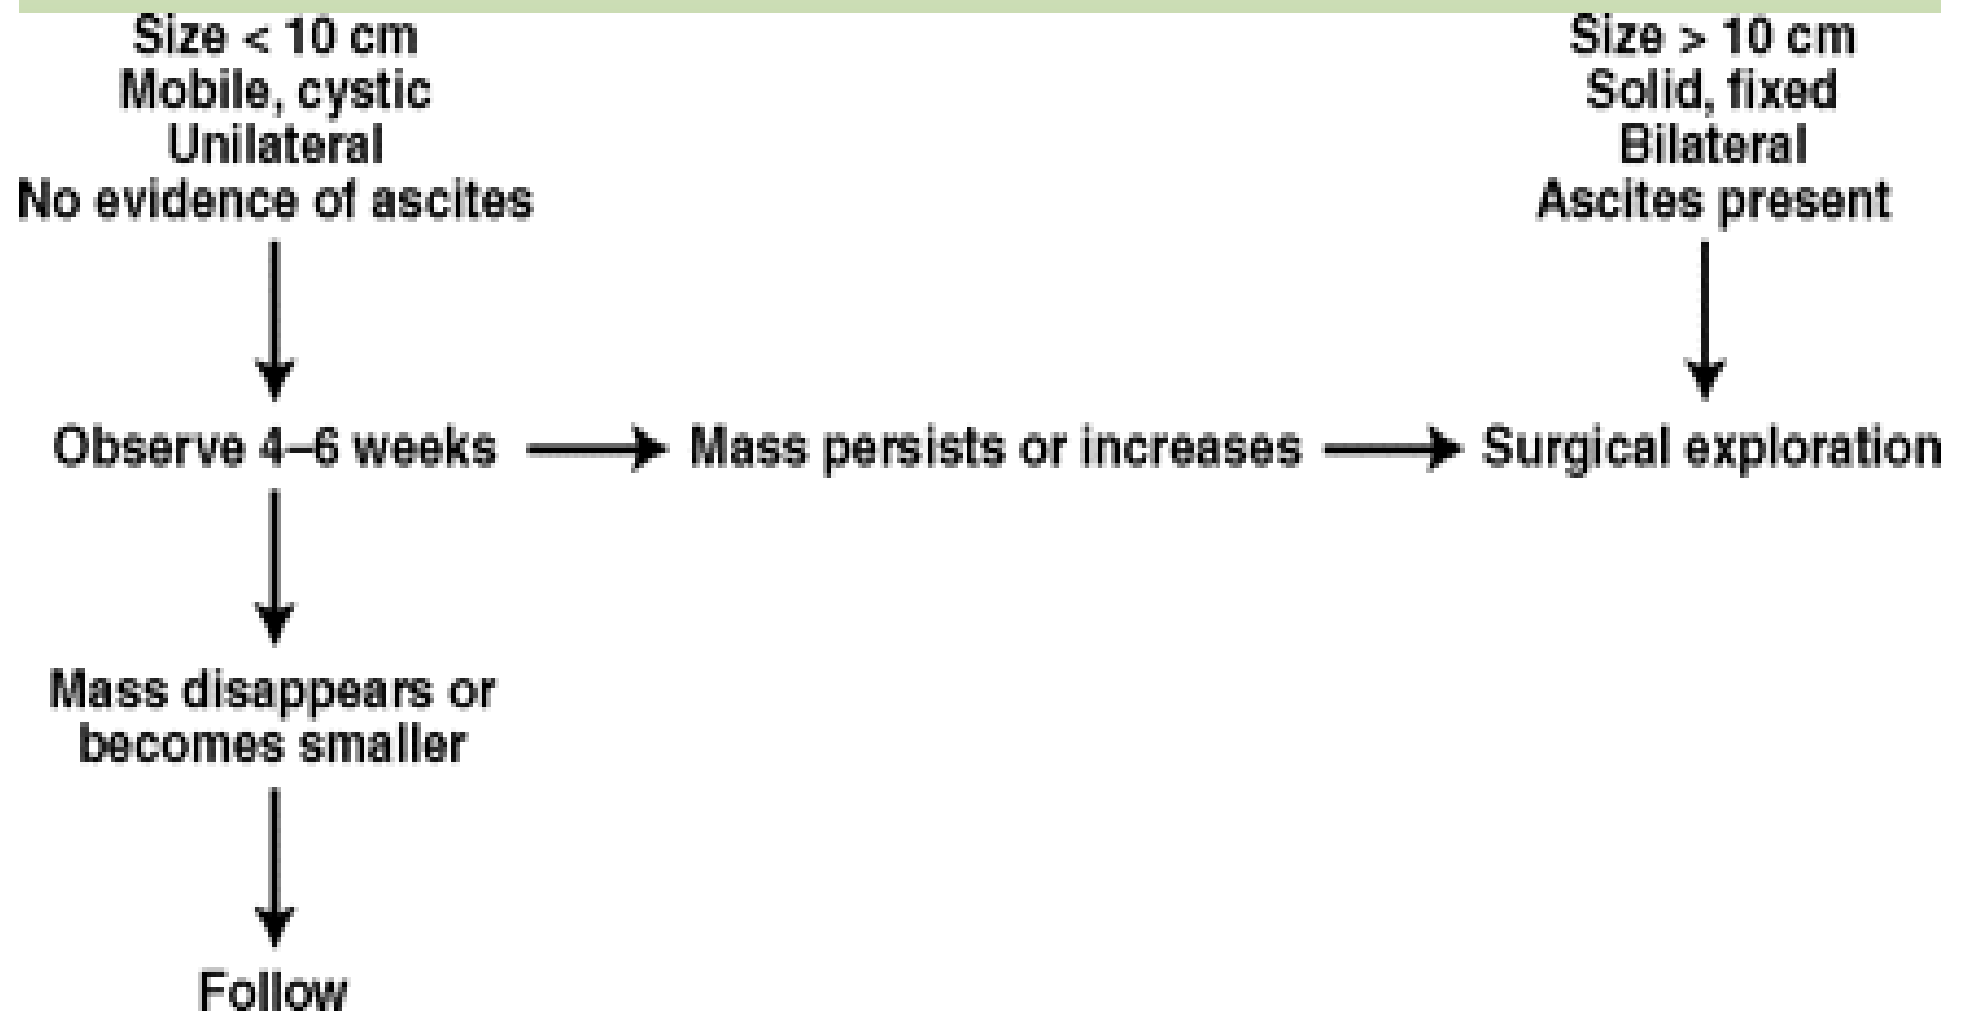 Size < 10 cm
Mobile, cystic
Unilateral
No evidence of ascites
Size > 10 cm
Solid, fixed
Bilateral
Ascites present
Observe 4–6 weeks
Mass persists or increases
Surgical exploration
Mass disappears or
becomes smaller
Follow